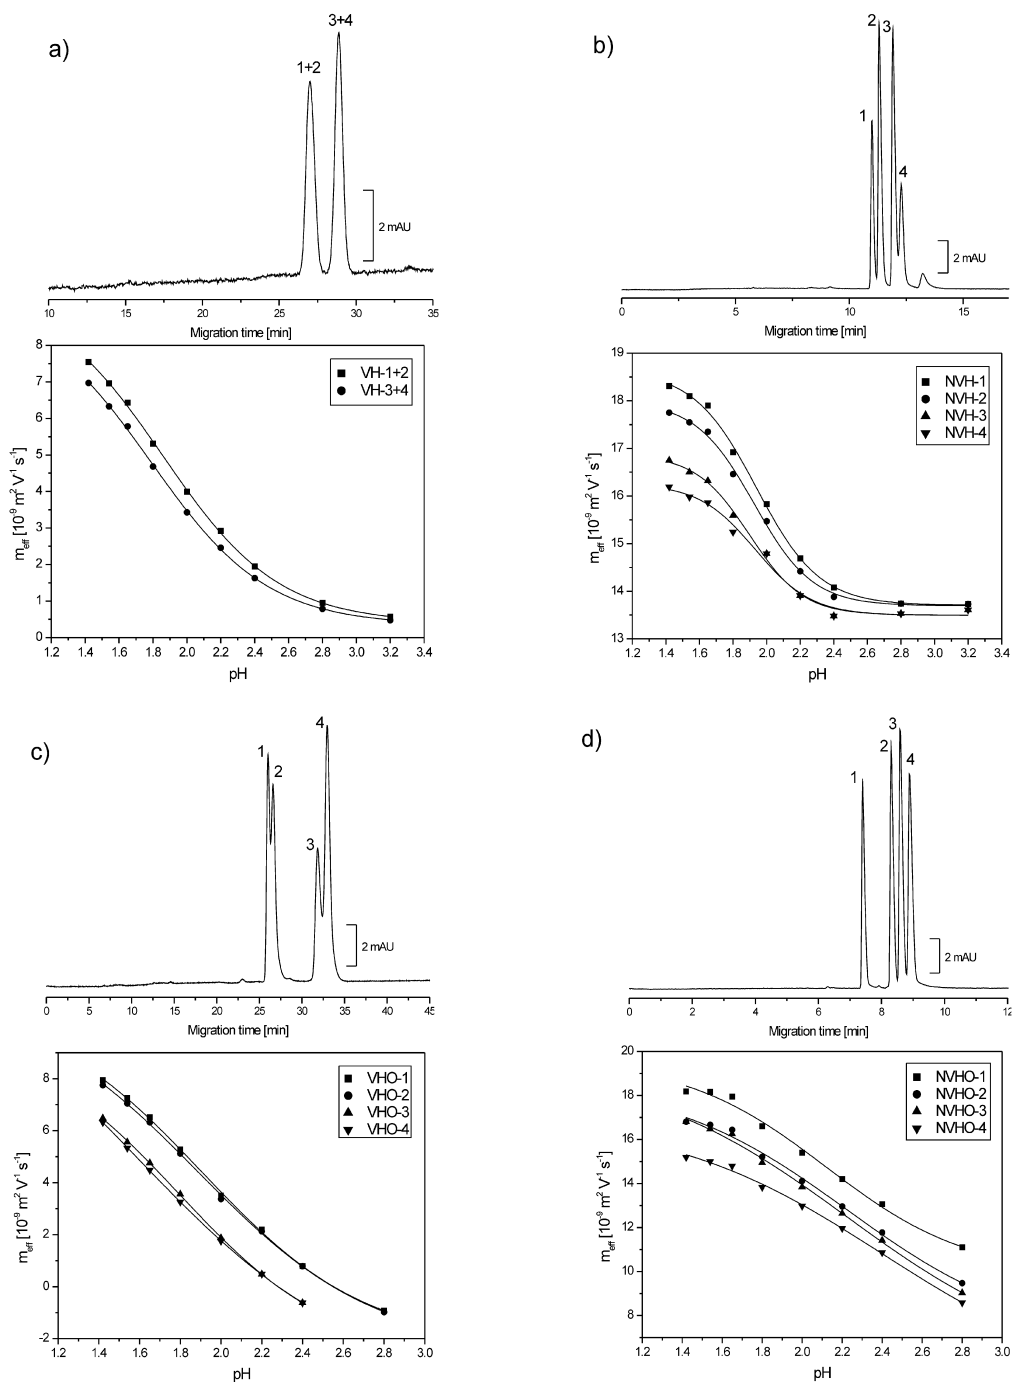 a)
1+2
3+4
2 mAU
10 15 20 25 30 35
Migration time [min]
8
7
6
5
4
3
2
1
0
m_eff [10^-9 m^2 V^-1 s^-1]
VH-1+2
VH-3+4
1.2 1.4 1.6 1.8 2.0 2.2 2.4 2.6 2.8 3.0 3.2 3.4
pH
b)
1
2
3
4
2 mAU
0 5 10 15
Migration time [min]
19
18
17
16
15
14
13
m_eff [10^-9 m^2 V^-1 s^-1]
NVH-1
NVH-2
NVH-3
NVH-4
1.2 1.4 1.6 1.8 2.0 2.2 2.4 2.6 2.8 3.0 3.2 3.4
pH
c)
1
2
3
4
2 mAU
0 5 10 15 20 25 30 35 40 45
Migration time [min]
8
6
4
2
0
-2
m_eff [10^-9 m^2 V^-1 s^-1]
VHO-1
VHO-2
VHO-3
VHO-4
1.2 1.4 1.6 1.8 2.0 2.2 2.4 2.6 2.8 3.0
pH
d)
1
2
3
4
2 mAU
0 2 4 6 8 10 12
Migration time [min]
20
18
16
14
12
10
8
m_eff [10^-9 m^2 V^-1 s^-1]
NVHO-1
NVHO-2
NVHO-3
NVHO-4
1.2 1.4 1.6 1.8 2.0 2.2 2.4 2.6 2.8 3.0
pH